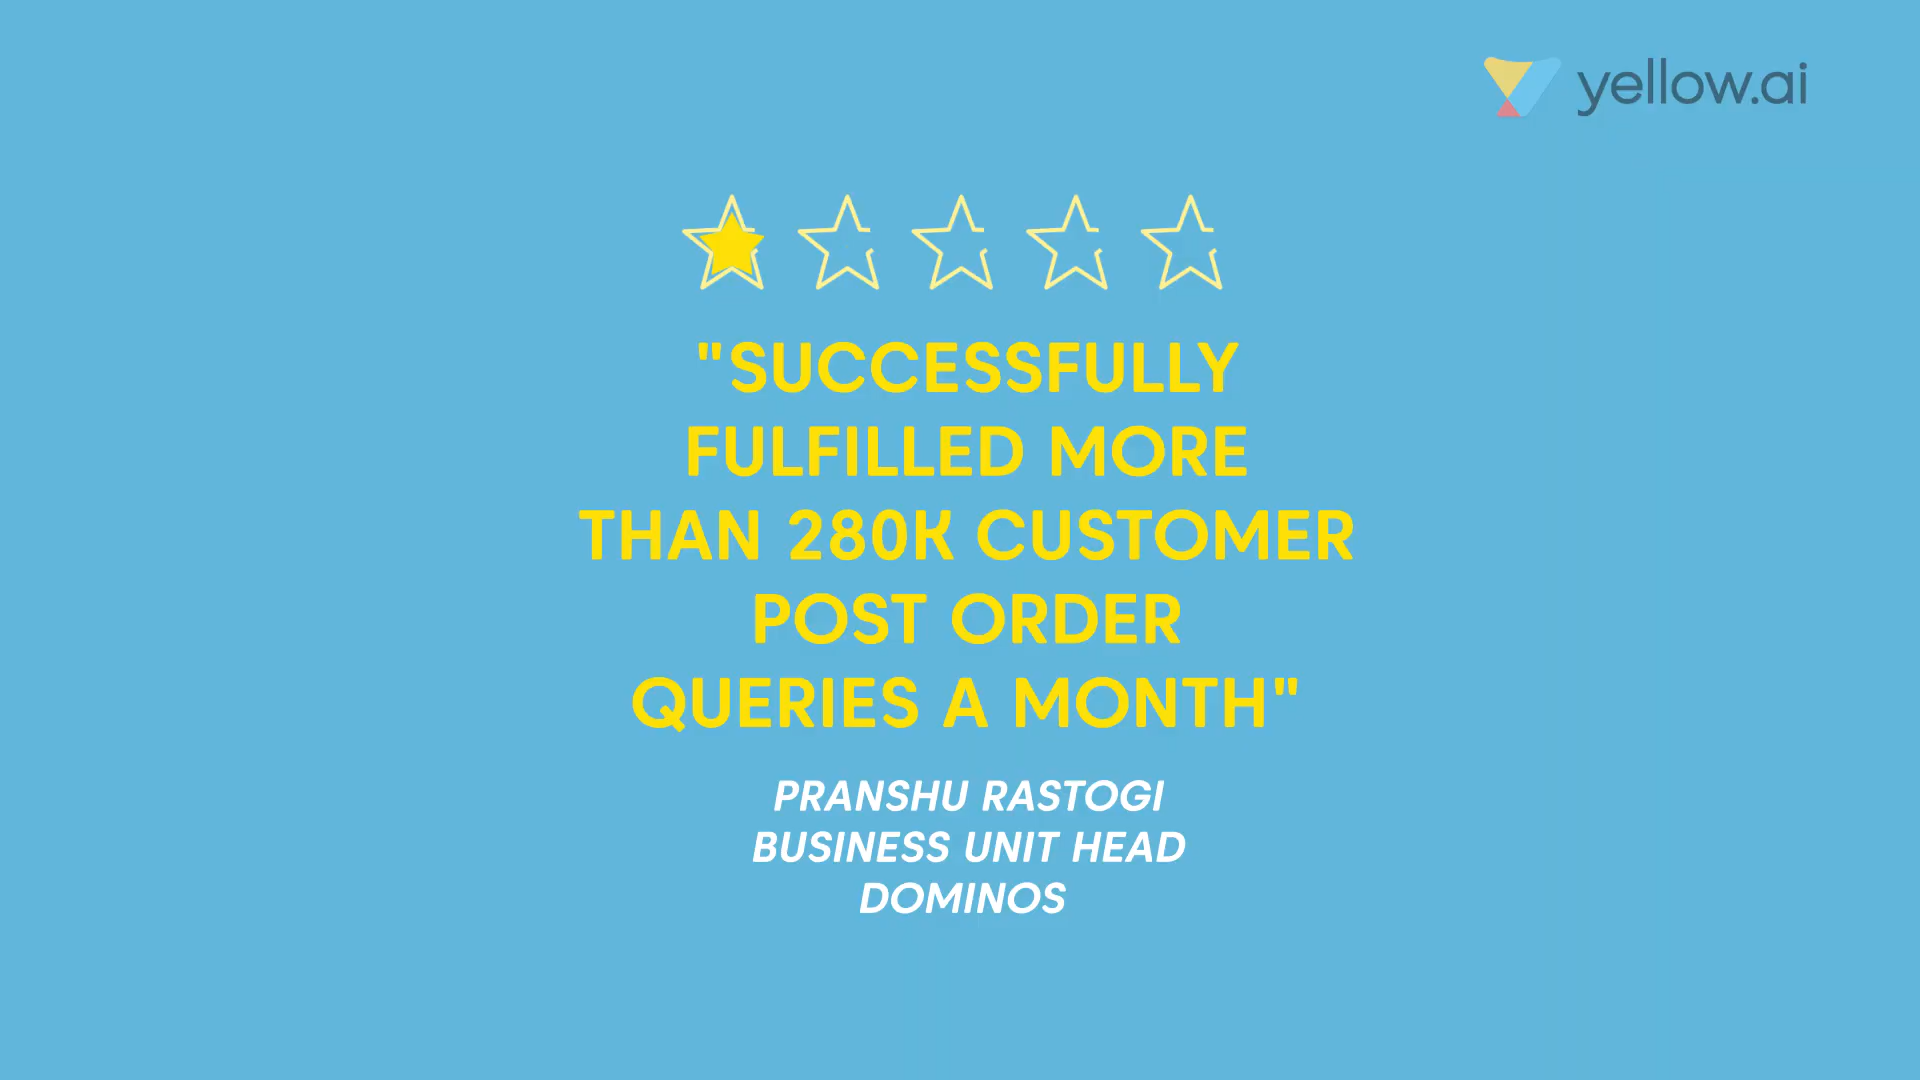 yellow.ai
"SUCCESSFULLY
FULFILLED MORE
THAN 280K CUSTOMER
POST ORDER
QUERIES A MONTH"
PRANSHU RASTOGI
BUSINESS UNIT HEAD
DOMINOS